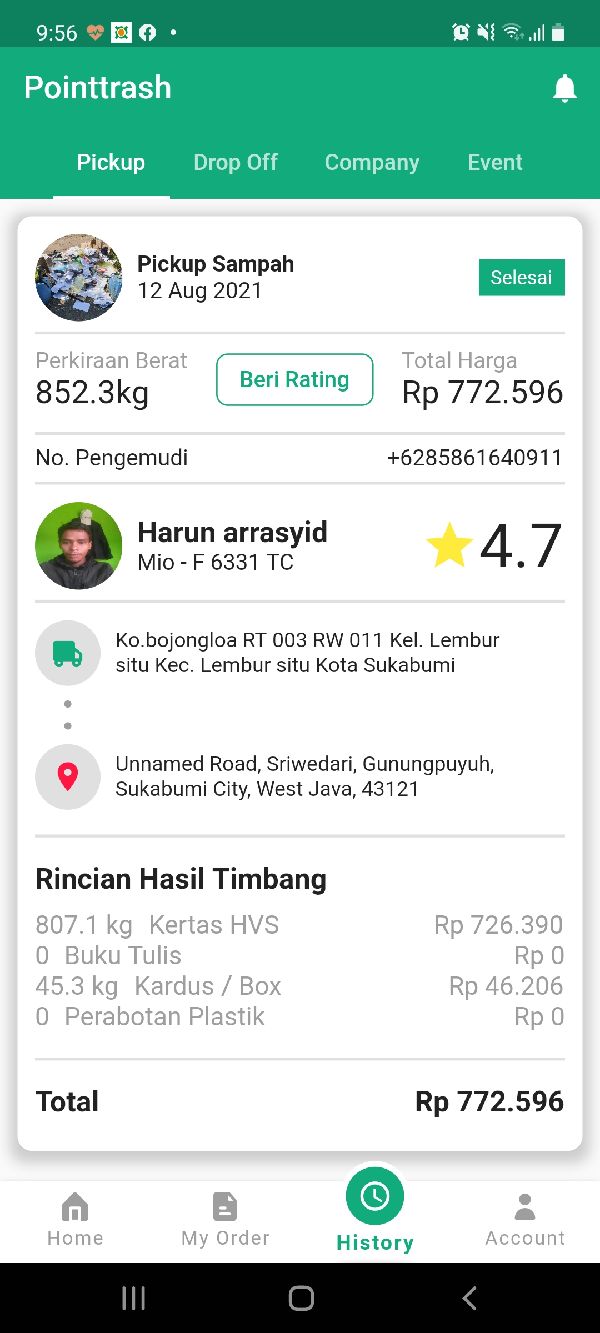 9:56
Pointtrash
Pickup Drop Off Company Event
Pickup Sampah
12 Aug 2021
Selesai
Perkiraan Berat
852.3kg
Beri Rating
Total Harga
Rp 772.596
No. Pengemudi +6285861640911
Harun arrasyid
Mio - F 6331 TC
4.7
Ko.bojongloa RT 003 RW 011 Kel. Lembur
situ Kec. Lembur situ Kota Sukabumi
Unnamed Road, Sriwedari, Gunungpuyuh,
Sukabumi City, West Java, 43121
Rincian Hasil Timbang
807.1 kg Kertas HVS Rp 726.390
0 Buku Tulis Rp 0
45.3 kg Kardus / Box Rp 46.206
0 Perabotan Plastik Rp 0
Total Rp 772.596
Home My Order History Account